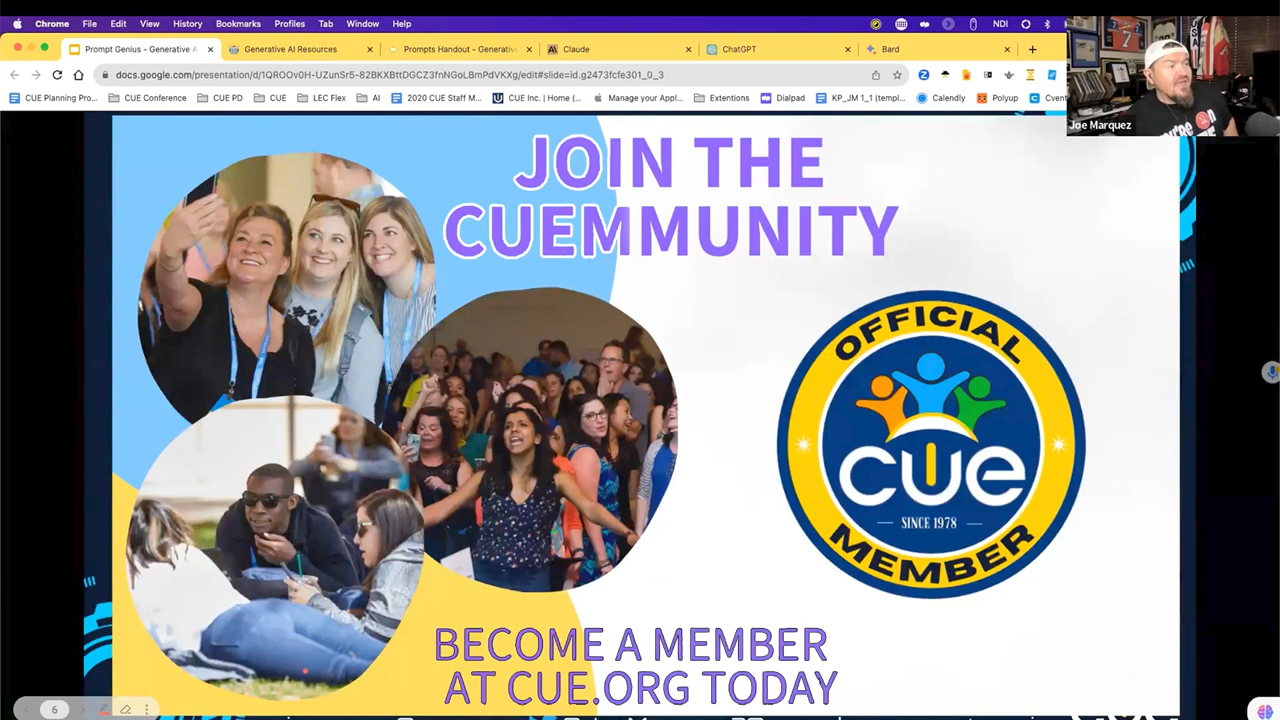 Chrome File Edit View History Bookmarks Profiles Tab Window Help NDI
Prompt Genius - Generative A
Generative AI Resources
Prompts Handout - Generative
Claude
ChatGPT
Bard
docs.google.com/presentation/d/1QROOv0H-UZunSr5-82BKXBttDGCZ3fnNGoLBmPdVKXg/edit#slide=id.g2473fcfe301_0_3
CUE Planning Pro... CUE Conference CUE PD CUE LEC Flex AI 2020 CUE Staff M... CUE Inc. | Home (... Manage your Appl... Extentions Dialpad KP_JM 1_1 (templ... Calendly Polyup Cvent
Joe Marquez
JOIN THE
CUEMMUNITY
OFFICIAL
cue
SINCE 1978
MEMBER
BECOME A MEMBER
AT CUE.ORG TODAY
6